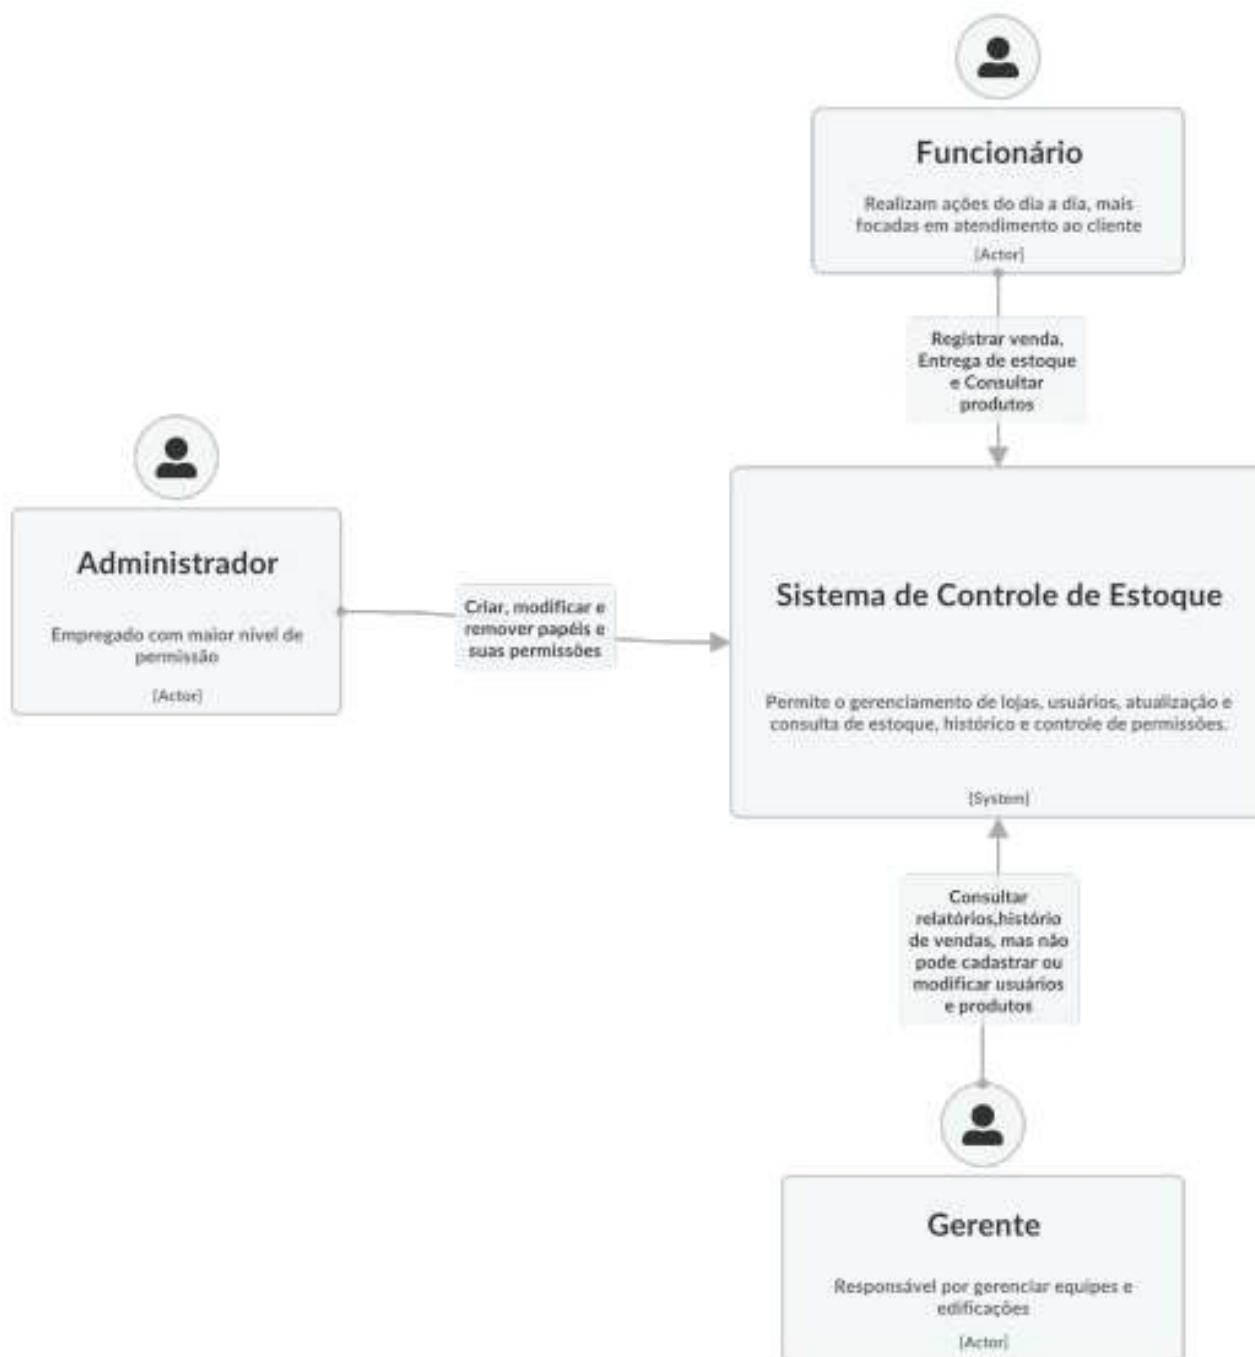 Funcionário
Realizam ações do dia a dia, mais
focadas em atendimento ao cliente
[Actor]
Registrar venda,
Entrega de estoque
e Consultar
produtos
Administrador
Empregado com maior nível de
permissão
[Actor]
Criar, modificar e
remover papéis e
suas permissões
Sistema de Controle de Estoque
Permite o gerenciamento de lojas, usuários, atualização e
consulta de estoque, histórico e controle de permissões.
[System]
Consultar
relatórios,histório
de vendas, mas não
pode cadastrar ou
modificar usuários
e produtos
Gerente
Responsável por gerenciar equipes e
edificações
[Actor]